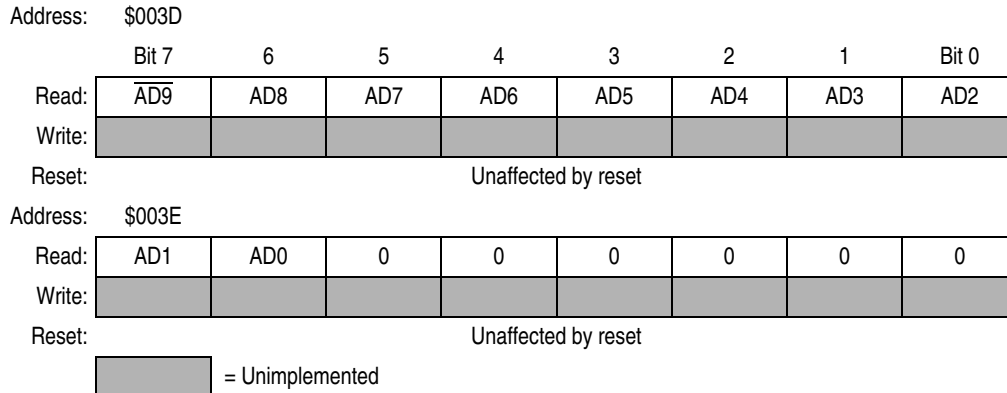 Address: $003D
Bit 7 6 5 4 3 2 1 Bit 0
Read: A̅D̅9̅ AD8 AD7 AD6 AD5 AD4 AD3 AD2
Write:
Reset: Unaffected by reset
Address: $003E
Read: AD1 AD0 0 0 0 0 0 0
Write:
Reset: Unaffected by reset
= Unimplemented